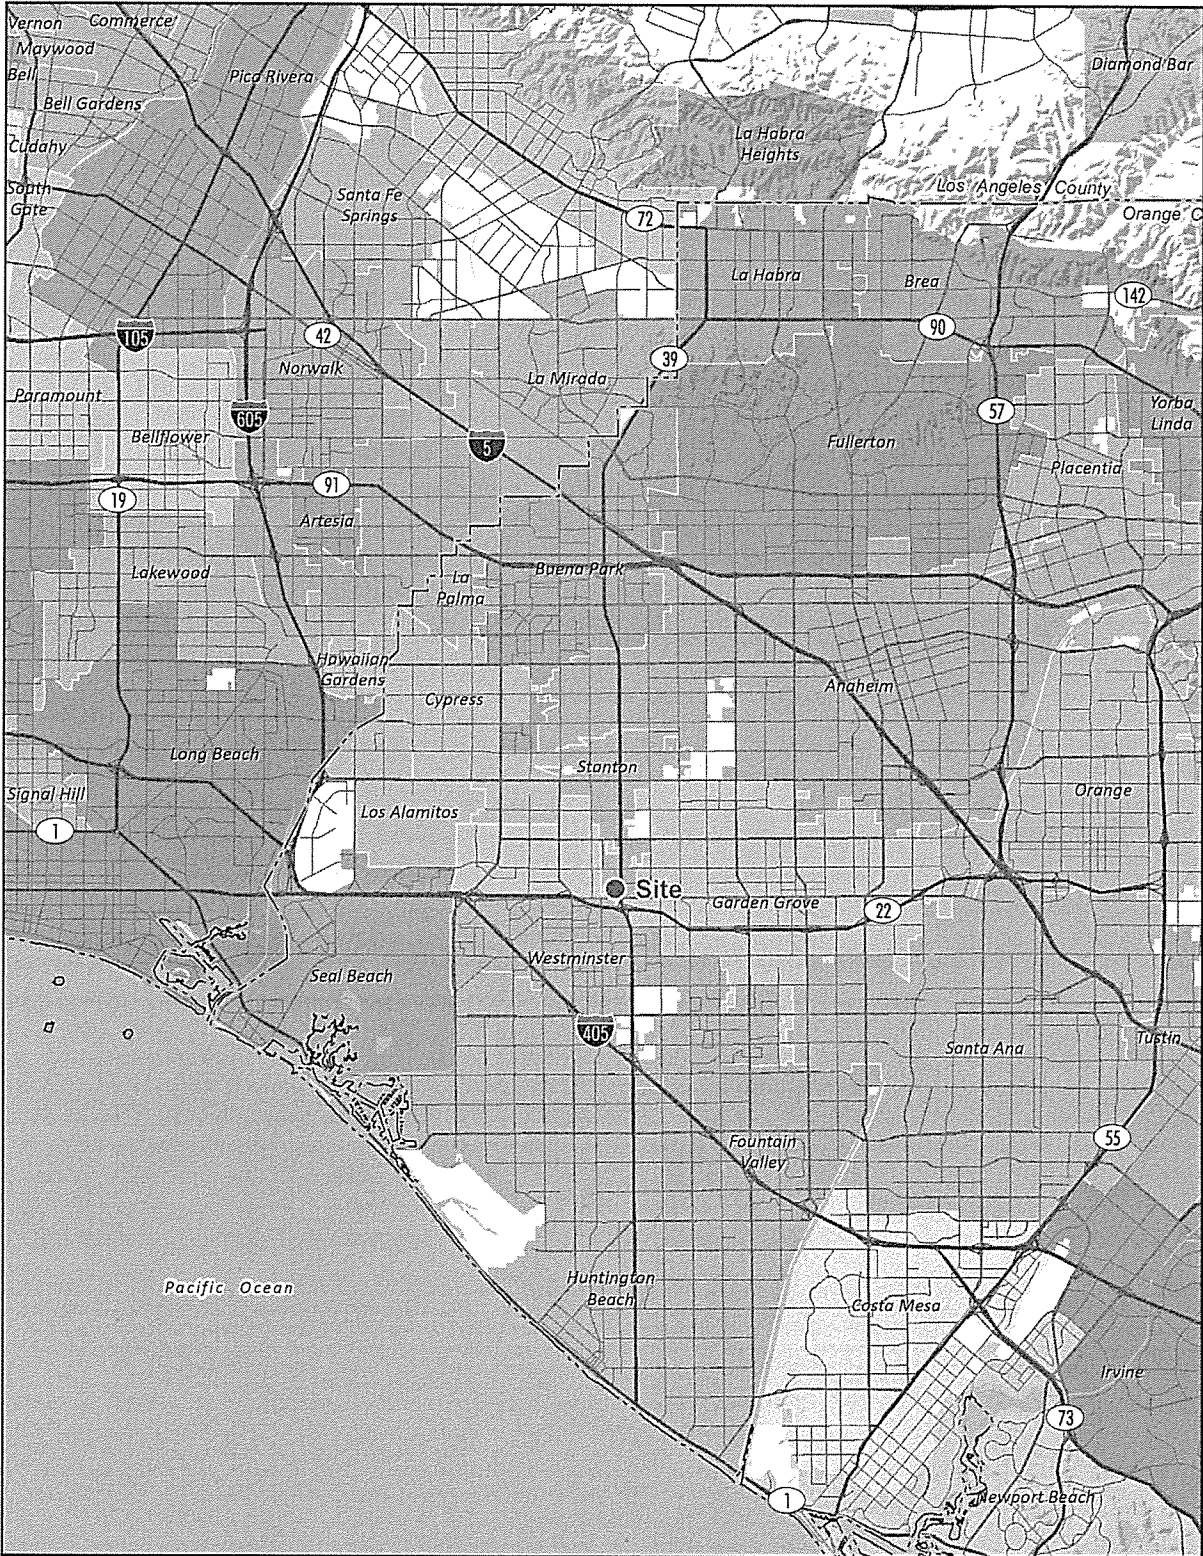 Vernon
Commerce
Maywood
Bell
Pico Rivera
Diamond Bar
Bell Gardens
Cudahy
La Habra
Heights
South
Gate
Santa Fe
Springs
Los Angeles County
72
Orange C
La Habra
Brea
142
105
42
90
39
Norwalk
La Mirada
Paramount
57
Yorba
Linda
605
Bellflower
5
Fullerton
Placentia
91
19
Artesia
Lakewood
La
Palma
Buena Park
Hawaiian
Gardens
Cypress
Anaheim
Long Beach
Stanton
Signal Hill
Los Alamitos
Orange
1
Site
Garden Grove
22
Westminster
Seal Beach
405
Santa Ana
Tustin
Fountain
Valley
55
Pacific Ocean
Huntington
Beach
Costa Mesa
Irvine
73
1
Newport Beach